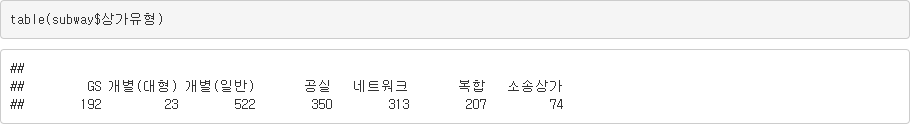 table(subway$상가유형)
##
## GS 개별(대형) 개별(일반) 공실 네트워크 복합 소송상가
## 192 23 522 350 313 207 74